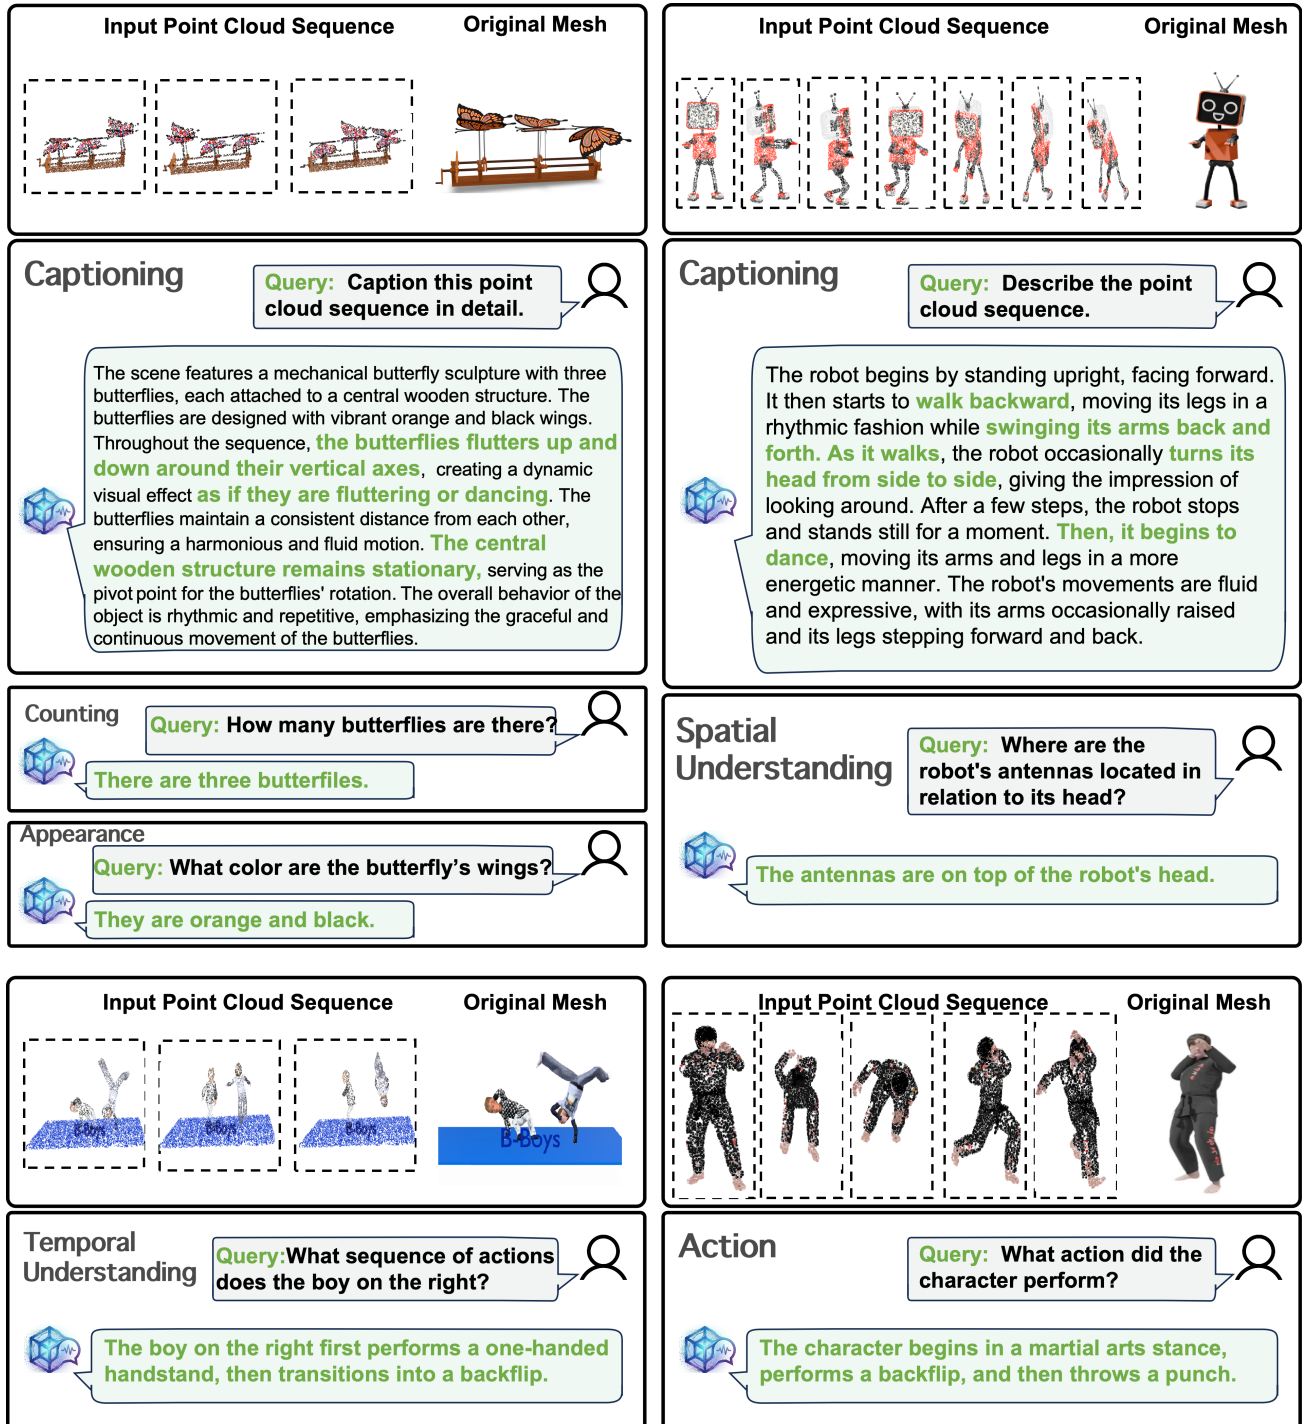 Input Point Cloud Sequence
Original Mesh
Captioning
Query: Caption this point
cloud sequence in detail.
The scene features a mechanical butterfly sculpture with three
butterflies, each attached to a central wooden structure. The
butterflies are designed with vibrant orange and black wings.
Throughout the sequence, the butterflies flutters up and
down around their vertical axes, creating a dynamic
visual effect as if they are fluttering or dancing. The
butterflies maintain a consistent distance from each other,
ensuring a harmonious and fluid motion. The central
wooden structure remains stationary, serving as the
pivot point for the butterflies' rotation. The overall behavior of the
object is rhythmic and repetitive, emphasizing the graceful and
continuous movement of the butterflies.
Counting
Query: How many butterflies are there?
There are three butterfiles.
Appearance
Query: What color are the butterfly's wings?
They are orange and black.
Input Point Cloud Sequence
Original Mesh
Captioning
Query: Describe the point
cloud sequence.
The robot begins by standing upright, facing forward.
It then starts to walk backward, moving its legs in a
rhythmic fashion while swinging its arms back and
forth. As it walks, the robot occasionally turns its
head from side to side, giving the impression of
looking around. After a few steps, the robot stops
and stands still for a moment. Then, it begins to
dance, moving its arms and legs in a more
energetic manner. The robot's movements are fluid
and expressive, with its arms occasionally raised
and its legs stepping forward and back.
Spatial
Understanding
Query: Where are the
robot's antennas located in
relation to its head?
The antennas are on top of the robot's head.
Input Point Cloud Sequence
Original Mesh
B-Boys
B-Boys
B-Boys
B-Boys
Temporal
Understanding
Query:What sequence of actions
does the boy on the right?
The boy on the right first performs a one-handed
handstand, then transitions into a backflip.
Input Point Cloud Sequence
Original Mesh
Action
Query: What action did the
character perform?
The character begins in a martial arts stance,
performs a backflip, and then throws a punch.